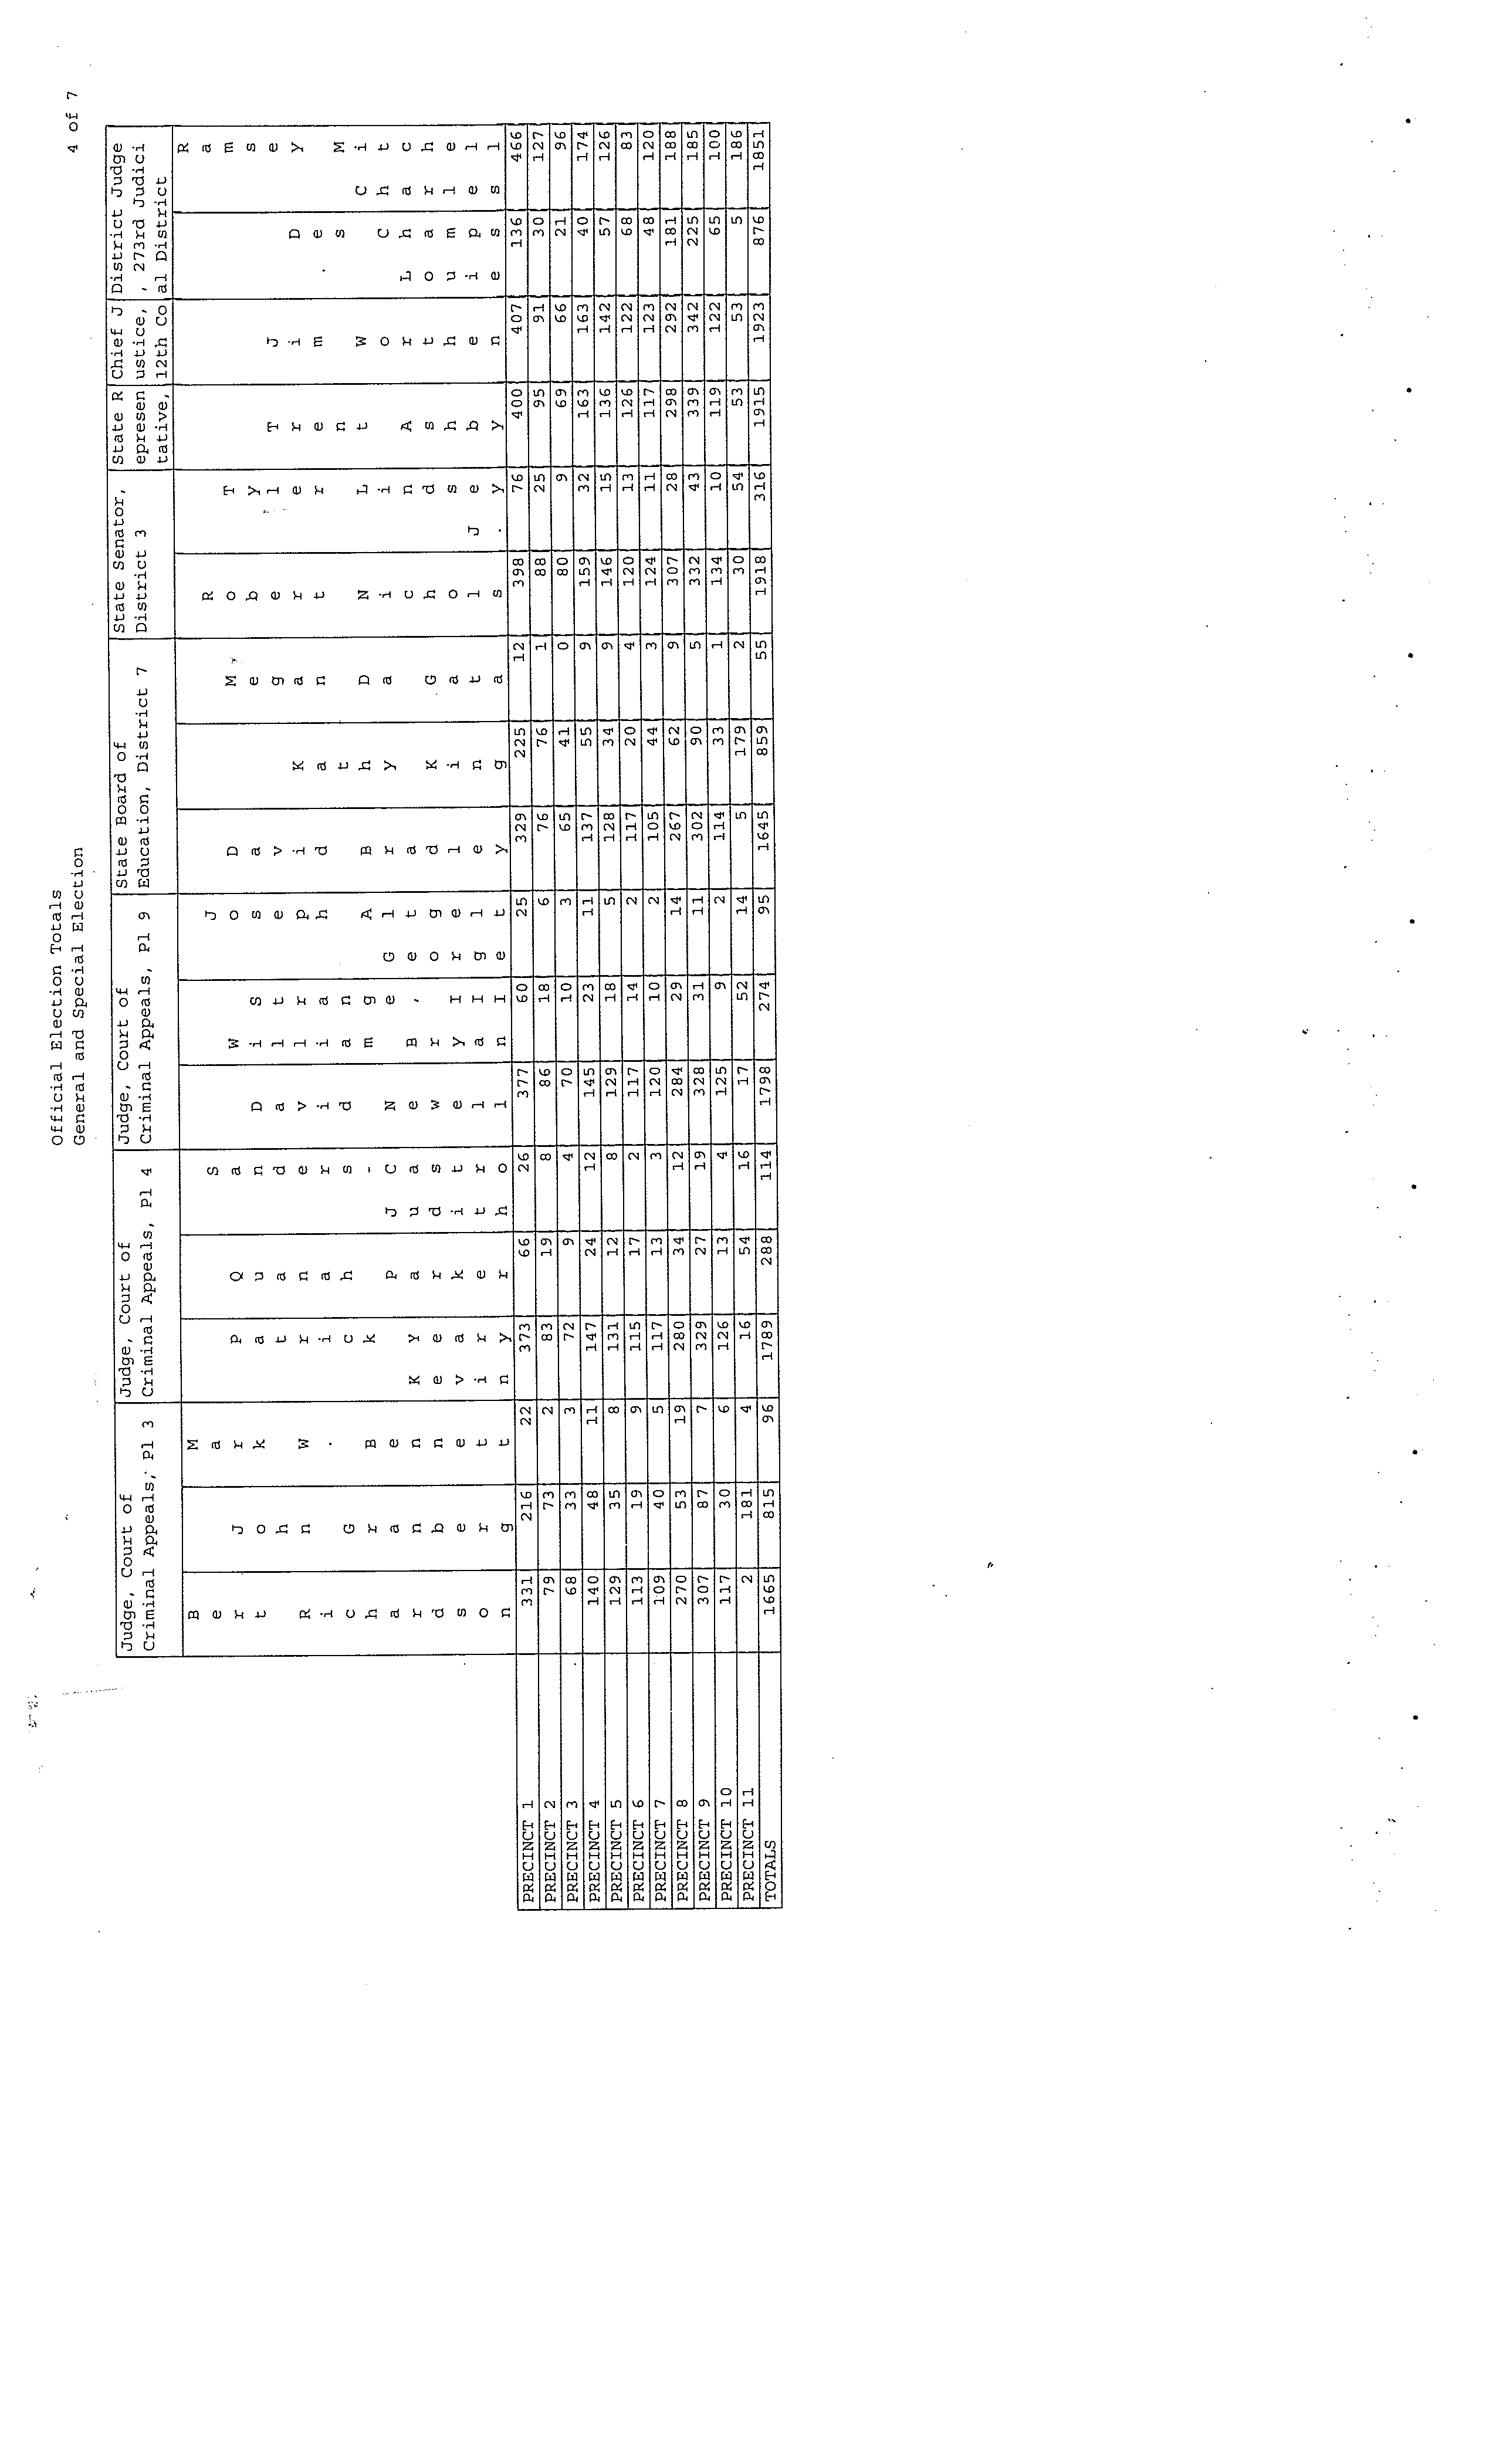 4 of 7
Official Election Totals
General and Special Election
Judge, Court of Criminal Appeals, Pl 3
Judge, Court of Criminal Appeals, Pl 4
Judge, Court of Criminal Appeals, Pl 9
State Board of Education, District 7
State Senator, District 3
State R epresen tative,
Chief J ustice, 12th Co
District Judge , 273rd Judici al District
Bert Richardson
John Granberg
Mark W. Bennett
Kevin Patrick Yeary
Quanah Parker
Judith Sanders-Castro
David Newell
William Bryan Strange, III
George Joseph Altgelt
David Bradley
Kathy King
Megan Da Gata
Robert Nichols
J. Tyler Lindsey
Trent Ashby
Jim Worthen
Louie Des Champs
Charles Ramsey Mitchell
PRECINCT 1 331 216 22 373 66 26 377 60 25 329 225 12 398 76 400 407 136 466
PRECINCT 2 79 73 2 83 19 8 86 18 6 76 76 1 88 25 95 91 30 127
PRECINCT 3 68 33 3 72 9 4 70 10 3 65 41 0 80 9 69 66 21 96
PRECINCT 4 140 48 11 147 24 12 145 23 11 137 55 9 159 32 163 163 40 174
PRECINCT 5 129 35 8 131 12 8 129 18 5 128 34 9 146 15 136 142 57 126
PRECINCT 6 113 19 9 115 17 2 117 14 2 117 20 4 120 13 126 122 68 83
PRECINCT 7 109 40 5 117 13 3 120 10 2 105 44 3 124 11 117 123 48 120
PRECINCT 8 270 53 19 280 34 12 284 29 14 267 62 9 307 28 298 292 181 188
PRECINCT 9 307 87 7 329 27 19 328 31 11 302 90 5 332 43 339 342 225 185
PRECINCT 10 117 30 6 126 13 4 125 9 2 114 33 1 134 10 119 122 65 100
PRECINCT 11 2 181 4 16 54 16 17 52 14 5 179 2 30 54 53 53 5 186
TOTALS 1665 815 96 1789 288 114 1798 274 95 1645 859 55 1918 316 1915 1923 876 1851